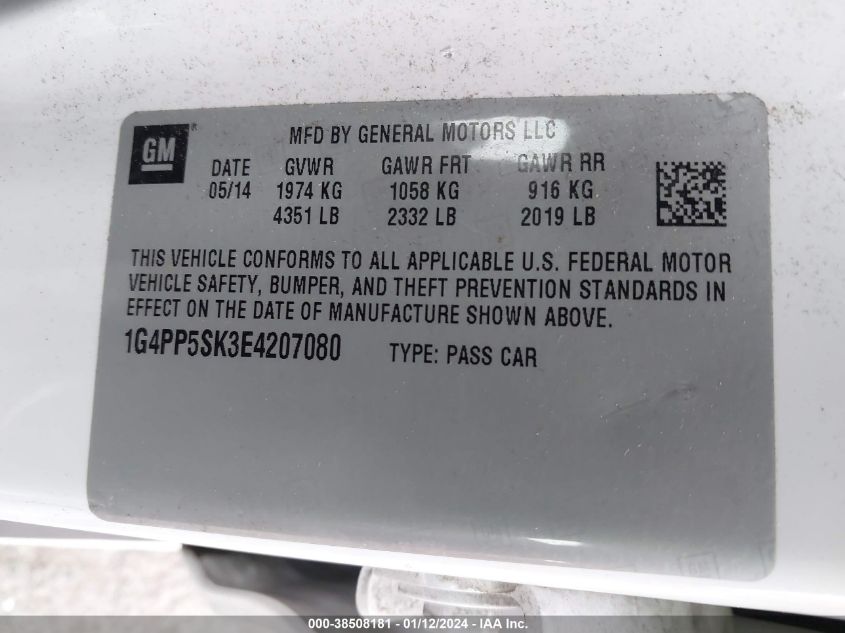 GM
MFD BY GENERAL MOTORS LLC
DATE GVWR GAWR FRT GAWR RR
05/14 1974 KG 1058 KG 916 KG
4351 LB 2332 LB 2019 LB
THIS VEHICLE CONFORMS TO ALL APPLICABLE U.S. FEDERAL MOTOR
VEHICLE SAFETY, BUMPER, AND THEFT PREVENTION STANDARDS IN
EFFECT ON THE DATE OF MANUFACTURE SHOWN ABOVE.
1G4PP5SK3E4207080 TYPE: PASS CAR
000-38508181 - 01/12/2024 - IAA Inc.